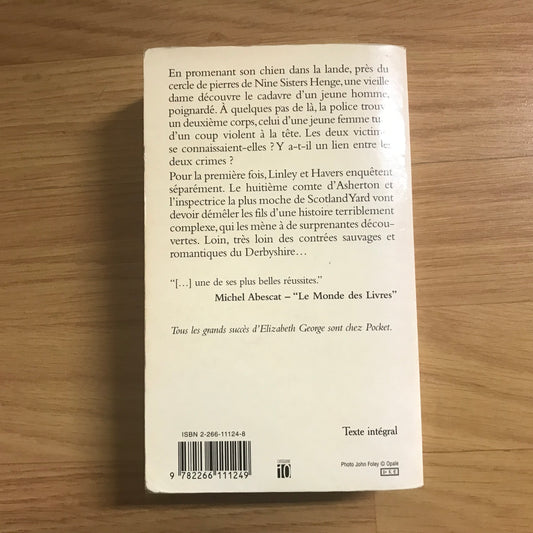 En promenant son chien dans la lande, près du
cercle de pierres de Nine Sisters Henge, une vieille
dame découvre le cadavre d'un jeune homme,
poignardé. À quelques pas de là, la police trouv
un deuxième corps, celui d'une jeune femme tu
d'un coup violent à la tête. Les deux victim
se connaissaient-elles ? Y a-t-il un lien entre les
deux crimes ?
Pour la première fois, Linley et Havers enquêtent
séparément. Le huitième comte d'Asherton et
l'inspectrice la plus moche de Scotland Yard vont
devoir démêler les fils d'une histoire terriblement
complexe, qui les mène à de surprenantes décou-
vertes. Loin, très loin des contrées sauvages et
romantiques du Derbyshire…
“[…] une de ses plus belles réussites.”
Michel Abescat – “Le Monde des Livres”
Tous les grands succès d'Elizabeth George sont chez Pocket.
ISBN 2-266-11124-8
9 782266 111249
10
Texte intégral
Photo John Foley © Opale